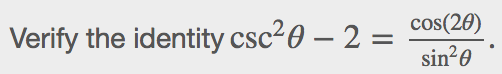 Verify the identity csc²θ − 2 = cos(2θ)/sin²θ.